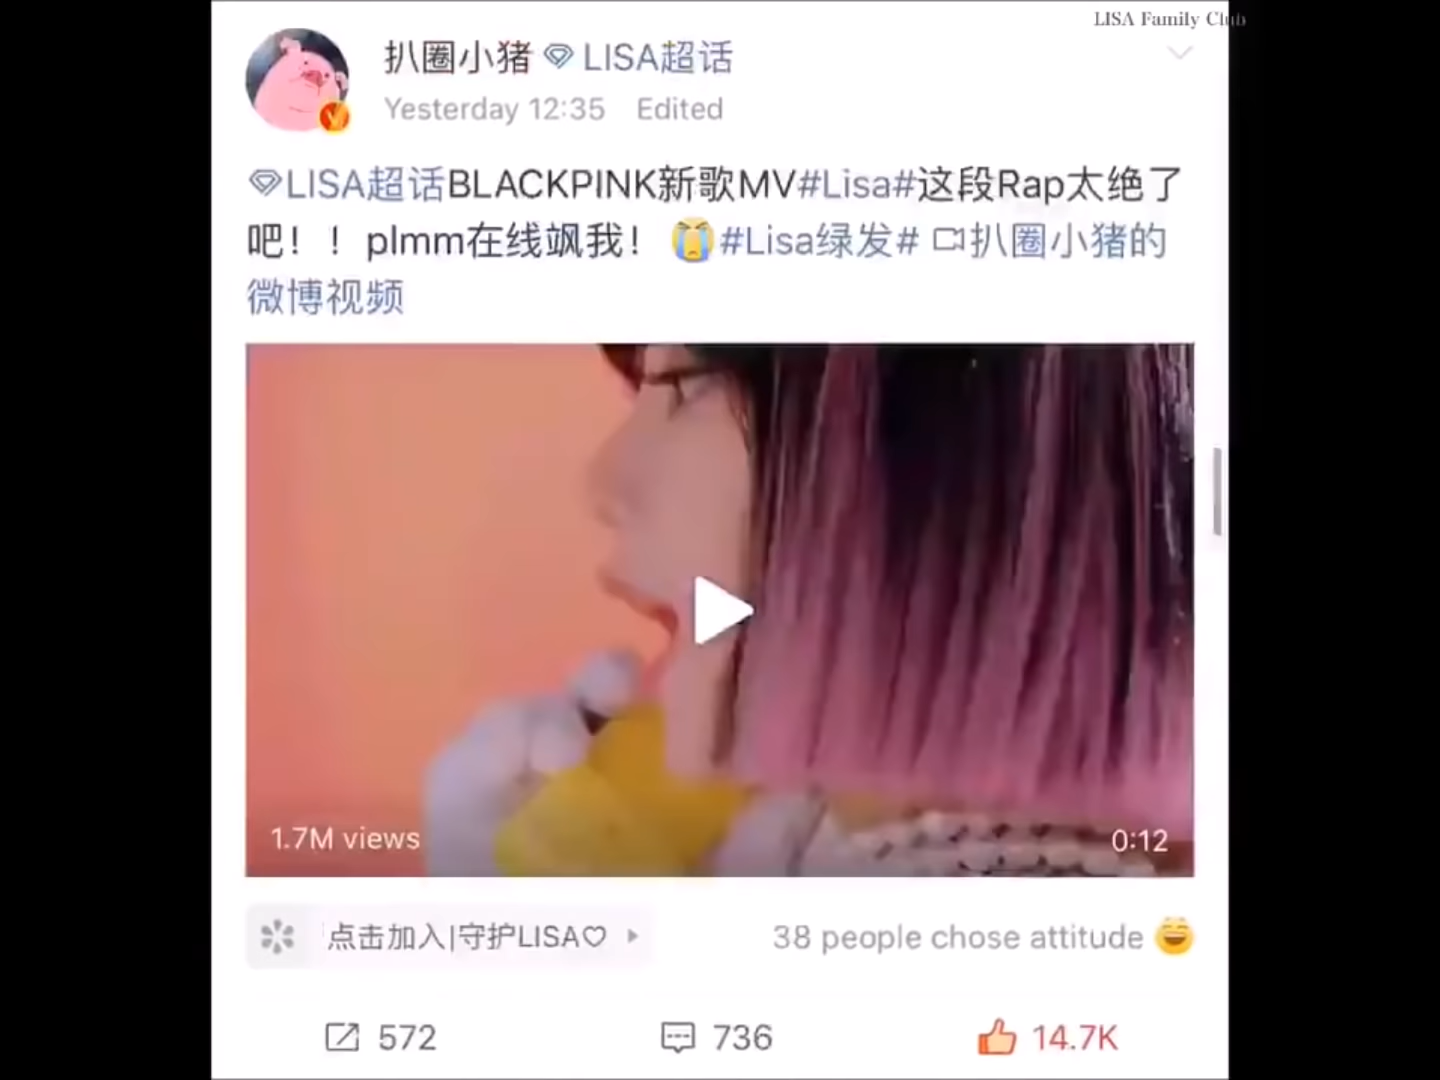 LISA Family Club
扒圈小猪 LISA超话
Yesterday 12:35 Edited
LISA超话BLACKPINK新歌MV#Lisa#这段Rap太绝了
吧！！plmm在线飒我！😭#Lisa绿发# 扒圈小猪的
微博视频
1.7M views
0:12
点击加入|守护LISA♡
38 people chose attitude 😄
572
736
14.7K